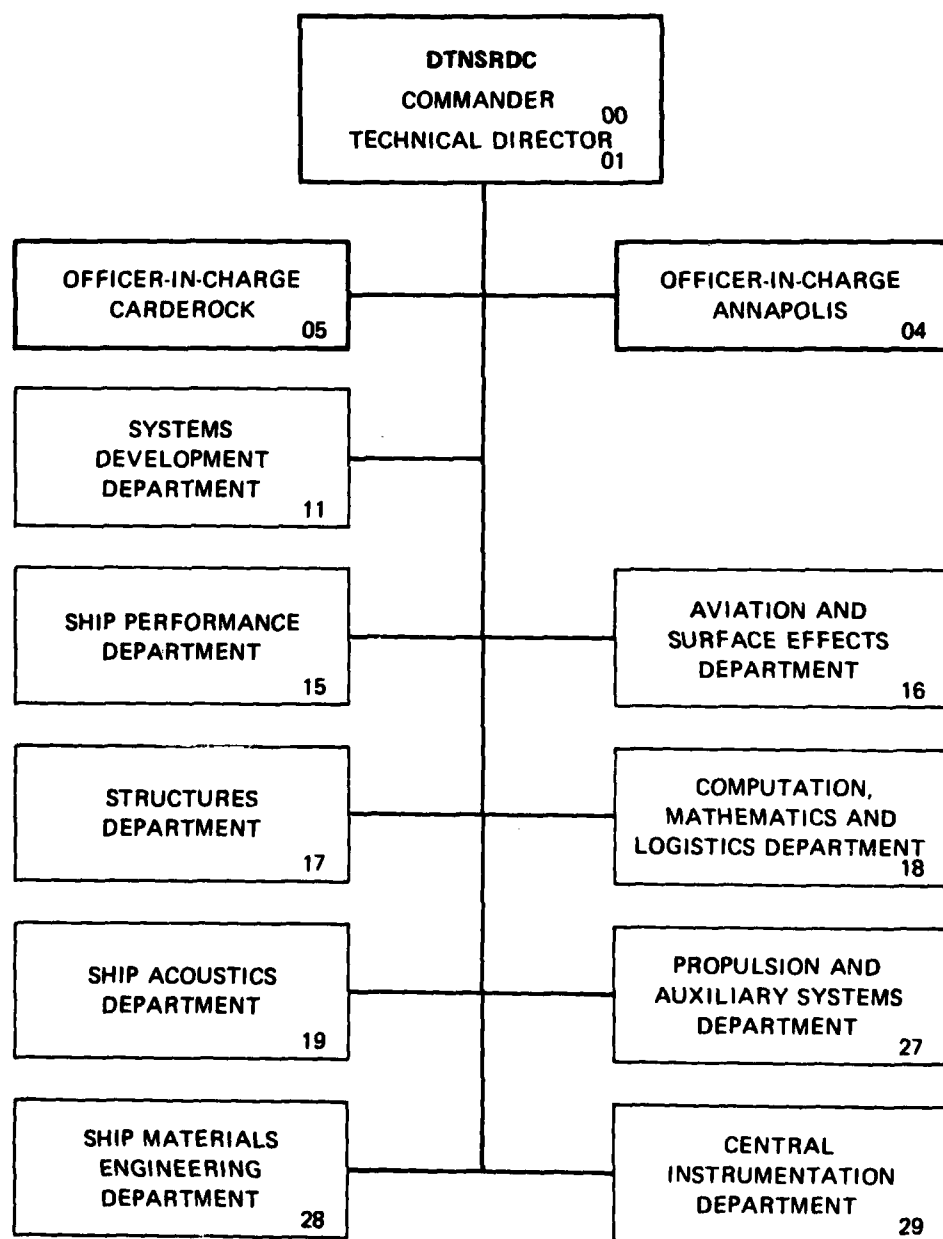 DTNSRDC
COMMANDER
00
TECHNICAL DIRECTOR
01
OFFICER-IN-CHARGE
CARDEROCK
05
OFFICER-IN-CHARGE
ANNAPOLIS
04
SYSTEMS
DEVELOPMENT
DEPARTMENT
11
SHIP PERFORMANCE
DEPARTMENT
15
AVIATION AND
SURFACE EFFECTS
DEPARTMENT
16
STRUCTURES
DEPARTMENT
17
COMPUTATION,
MATHEMATICS AND
LOGISTICS DEPARTMENT
18
SHIP ACOUSTICS
DEPARTMENT
19
PROPULSION AND
AUXILIARY SYSTEMS
DEPARTMENT
27
SHIP MATERIALS
ENGINEERING
DEPARTMENT
28
CENTRAL
INSTRUMENTATION
DEPARTMENT
29